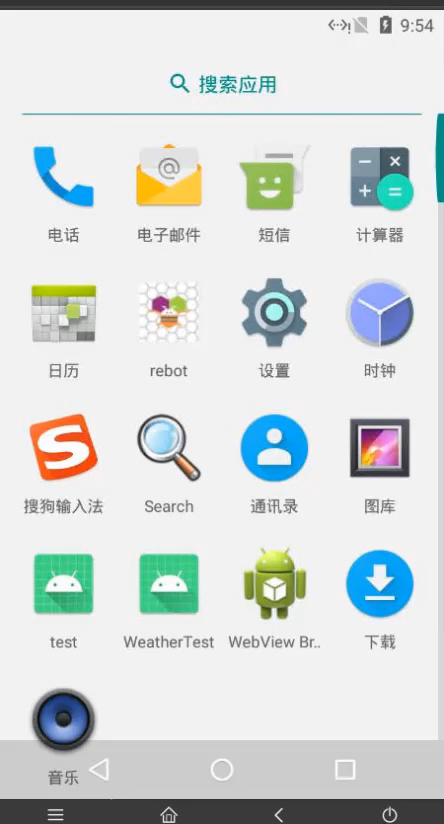 9:54
搜索应用
电话
电子邮件
短信
计算器
日历
rebot
设置
时钟
搜狗输入法
Search
通讯录
图库
test
WeatherTest
WebView Br..
下载
音乐